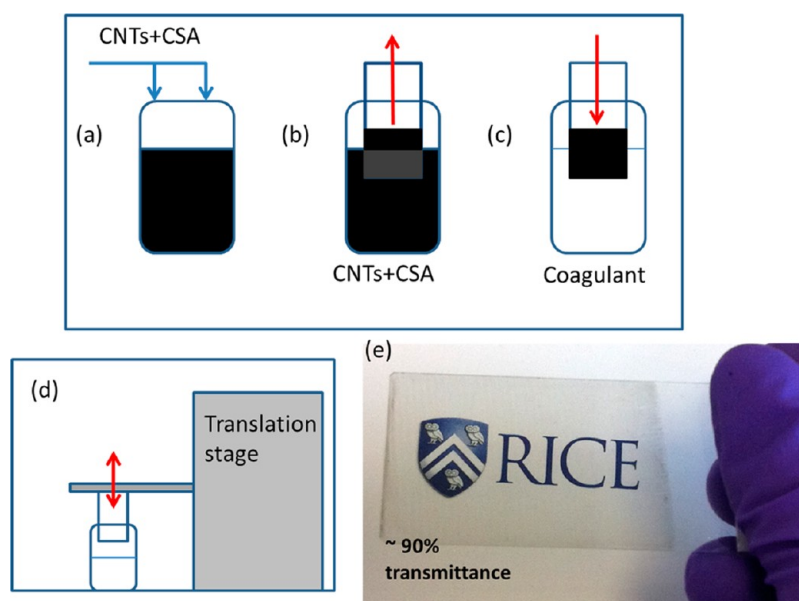 CNTs+CSA
(a)
(b)
(c)
CNTs+CSA
Coagulant
(d)
Translation
stage
(e)
RICE
~ 90%
transmittance